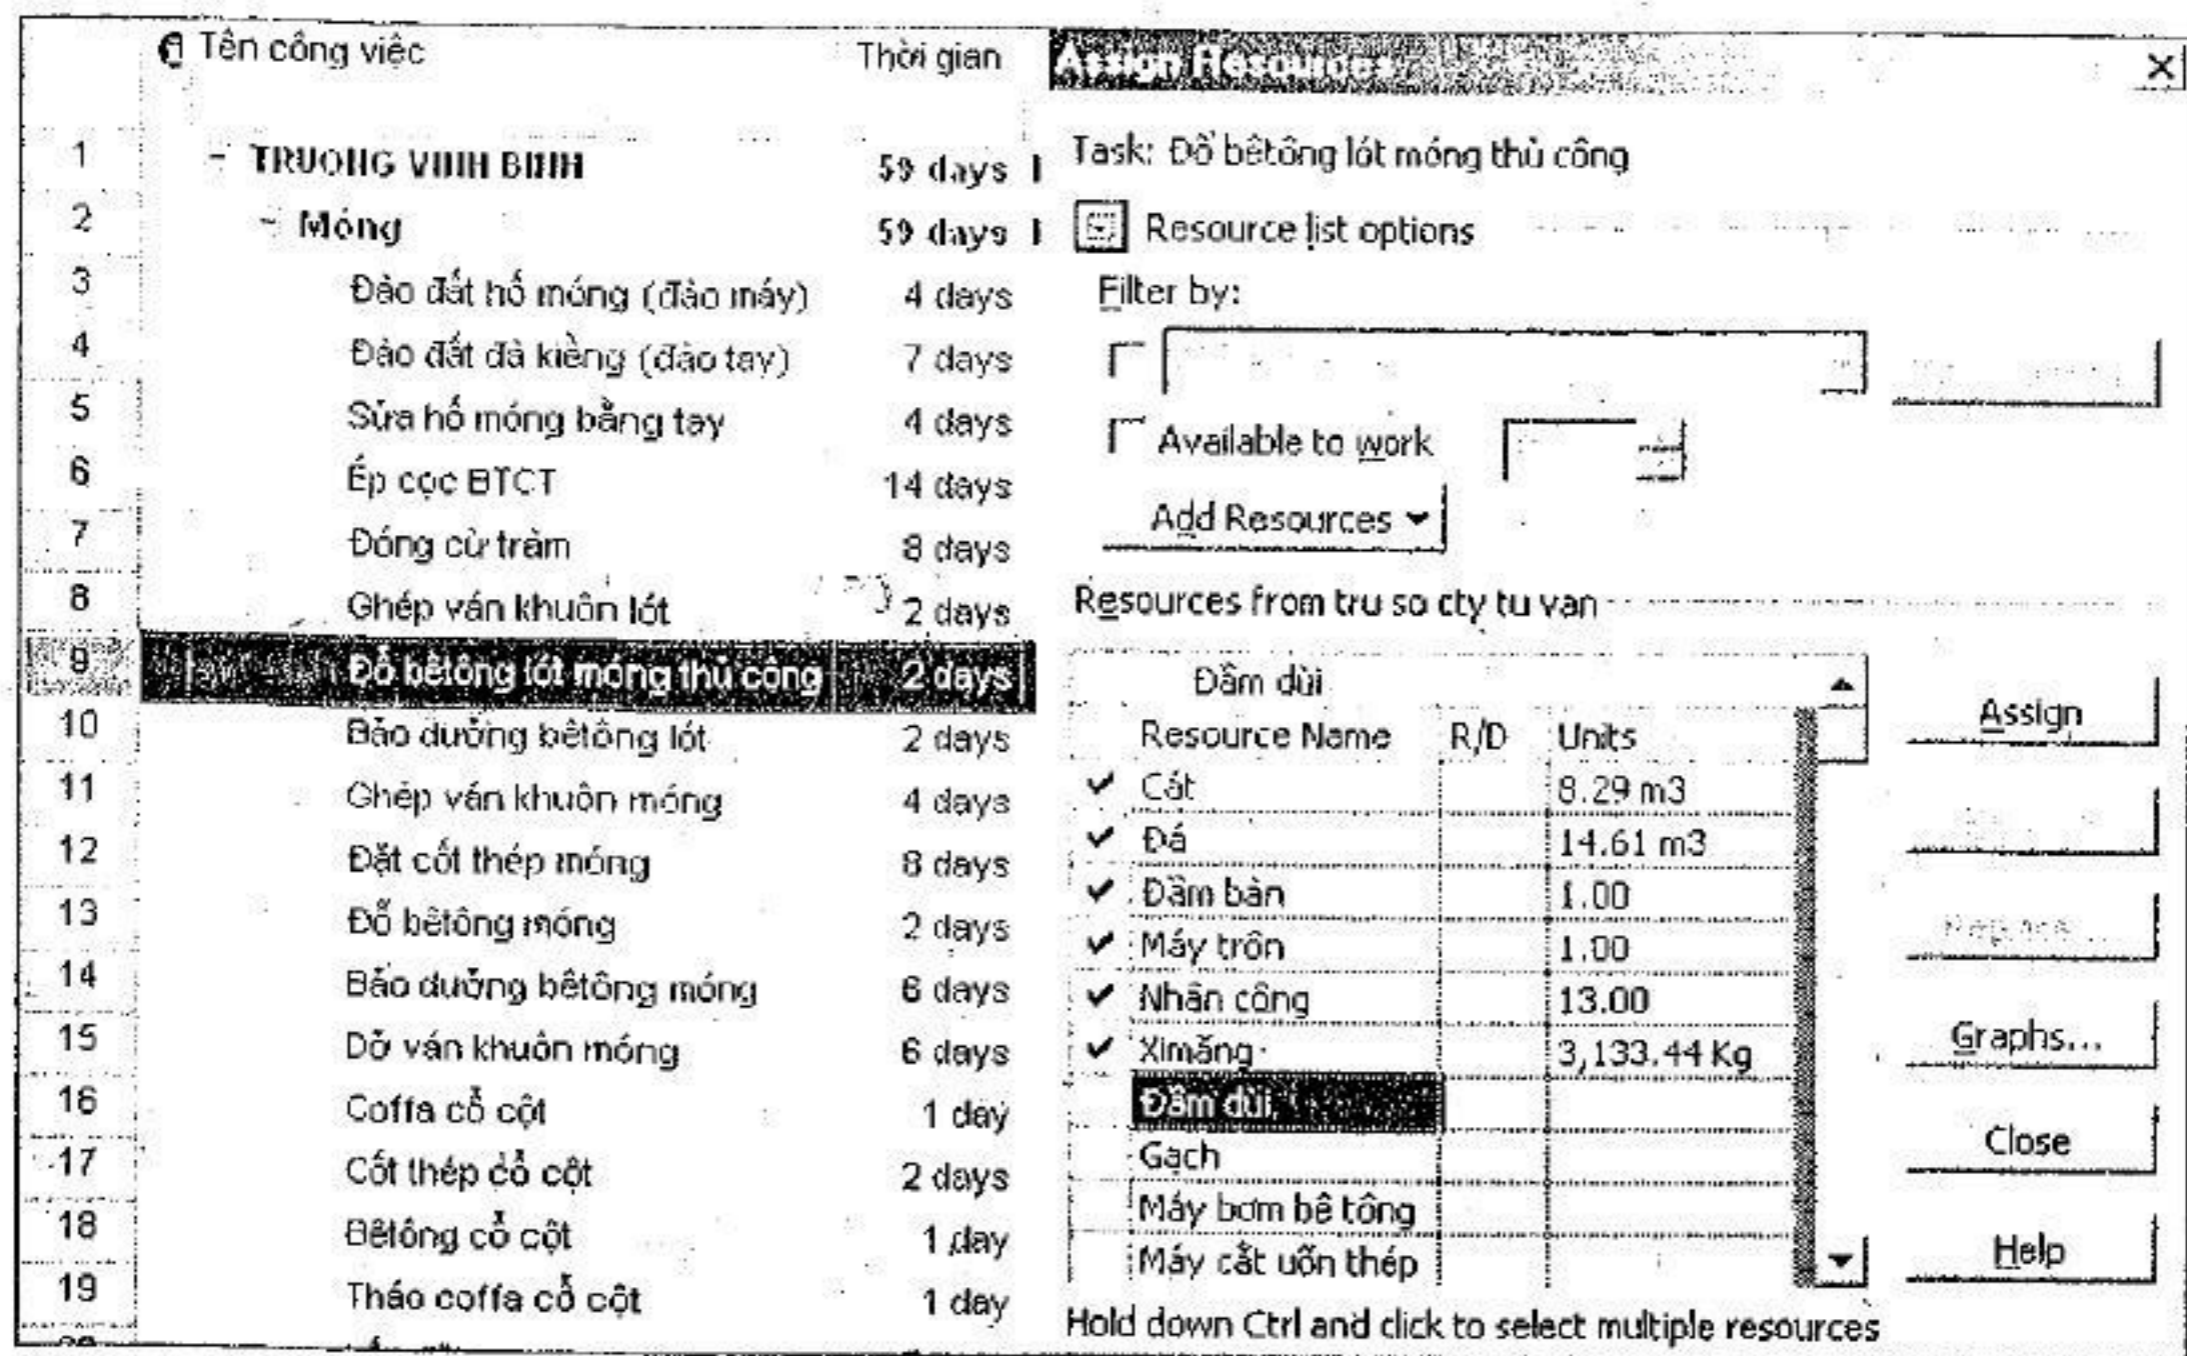 Tên công việc Thời gian
1 - TRUONG VINH BINH 59 days
2 - Móng 59 days
3 Đào đất hố móng (đào máy) 4 days
4 Đào đất đà kiềng (đào tay) 7 days
5 Sửa hố móng bằng tay 4 days
6 Ép cọc BTCT 14 days
7 Đóng cừ tràm 8 days
8 Ghép ván khuôn lót 2 days
9 Đổ bêtông lót móng thủ công 2 days
10 Bảo dưỡng bêtông lót 2 days
11 Ghép ván khuôn móng 4 days
12 Đặt cốt thép móng 8 days
13 Đổ bêtông móng 2 days
14 Bảo dưỡng bêtông móng 6 days
15 Dỡ ván khuôn móng 6 days
16 Coffa cổ cột 1 day
17 Cốt thép cổ cột 2 days
18 Bêtông cổ cột 1 day
19 Tháo coffa cổ cột 1 day
Assign Resources
Task: Đổ bêtông lót móng thủ công
Resource list options
Filter by:
Available to work
Add Resources
Resources from tru so cty tu van
Đầm dùi
Resource Name R/D Units
Cát 8.29 m3
Đá 14.61 m3
Đầm bàn 1.00
Máy trộn 1.00
Nhân công 13.00
Ximăng 3,133.44 Kg
Đầm dùi
Gạch
Máy bơm bê tông
Máy cắt uốn thép
Assign
Graphs...
Close
Help
Hold down Ctrl and click to select multiple resources